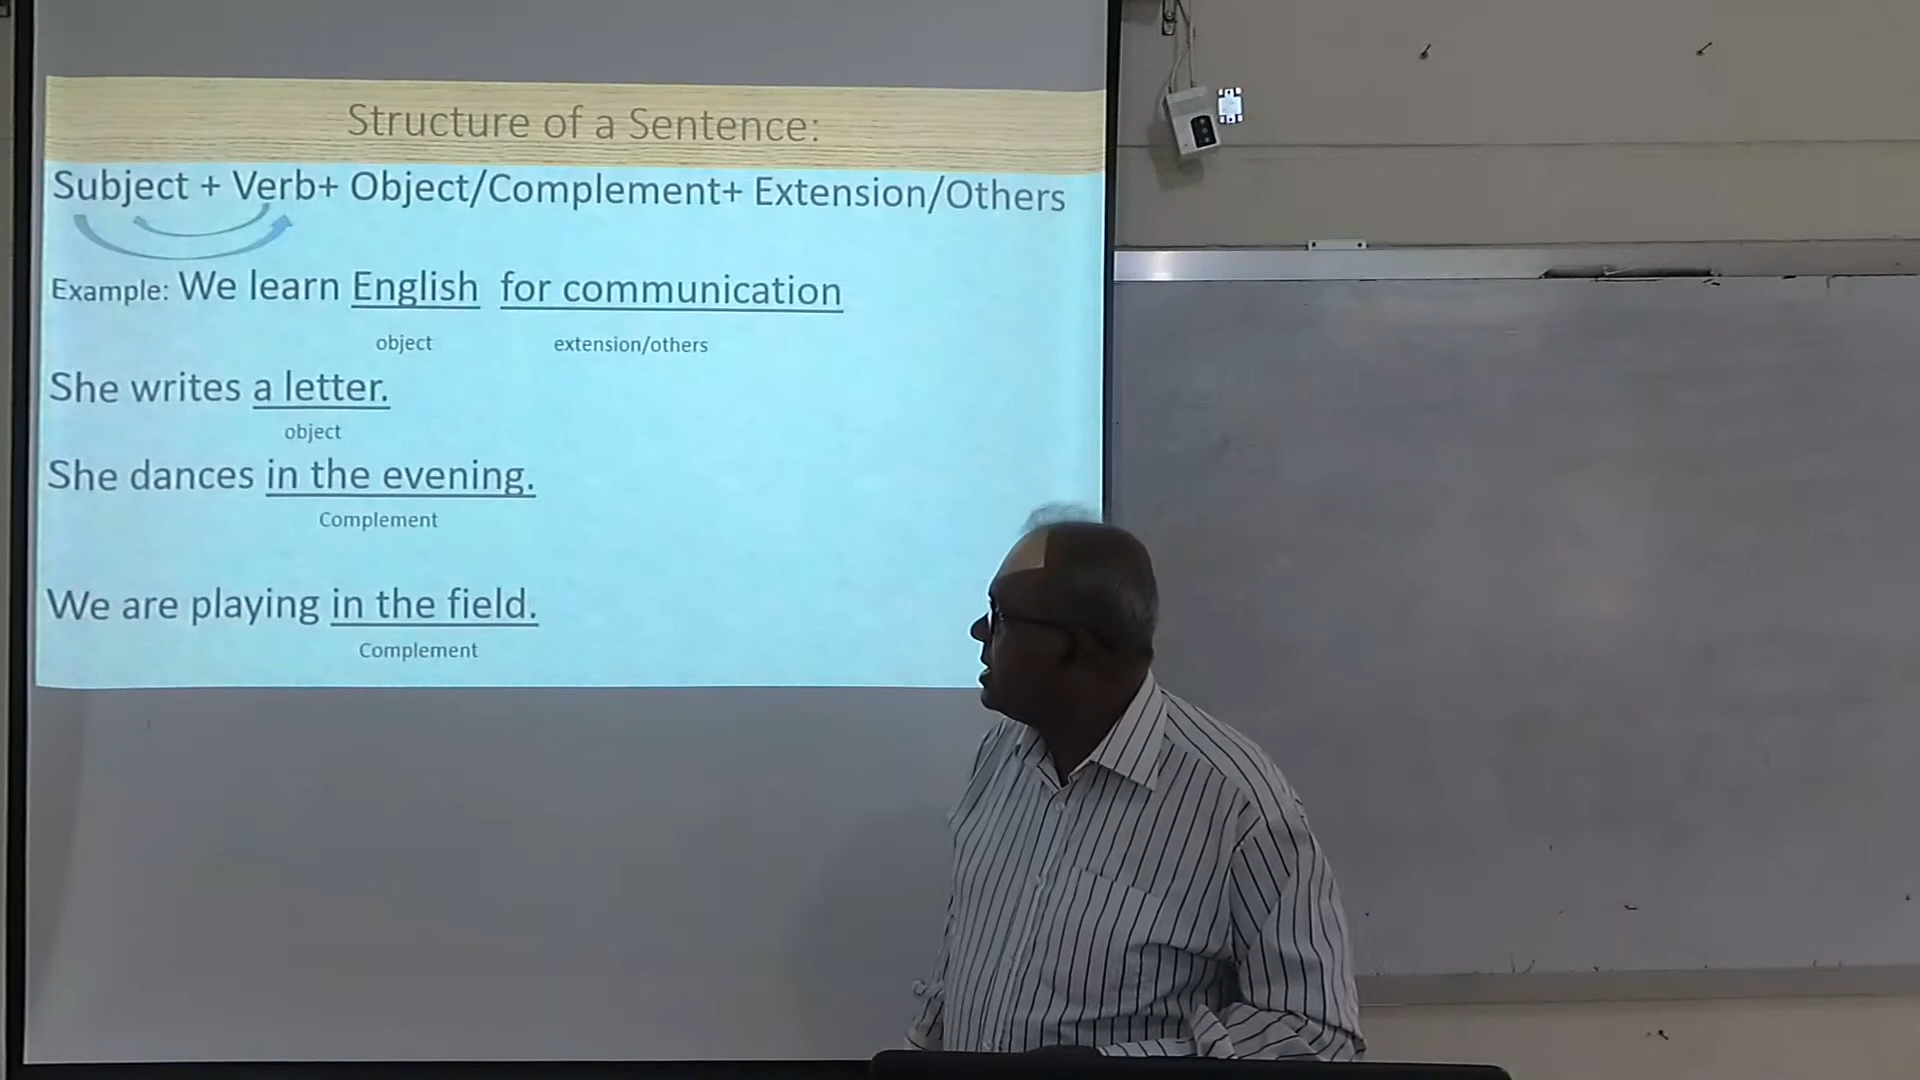 Structure of a Sentence:
Subject + Verb+ Object/Complement+ Extension/Others
Example: We learn English for communication
object extension/others
She writes a letter.
object
She dances in the evening.
Complement
We are playing in the field.
Complement